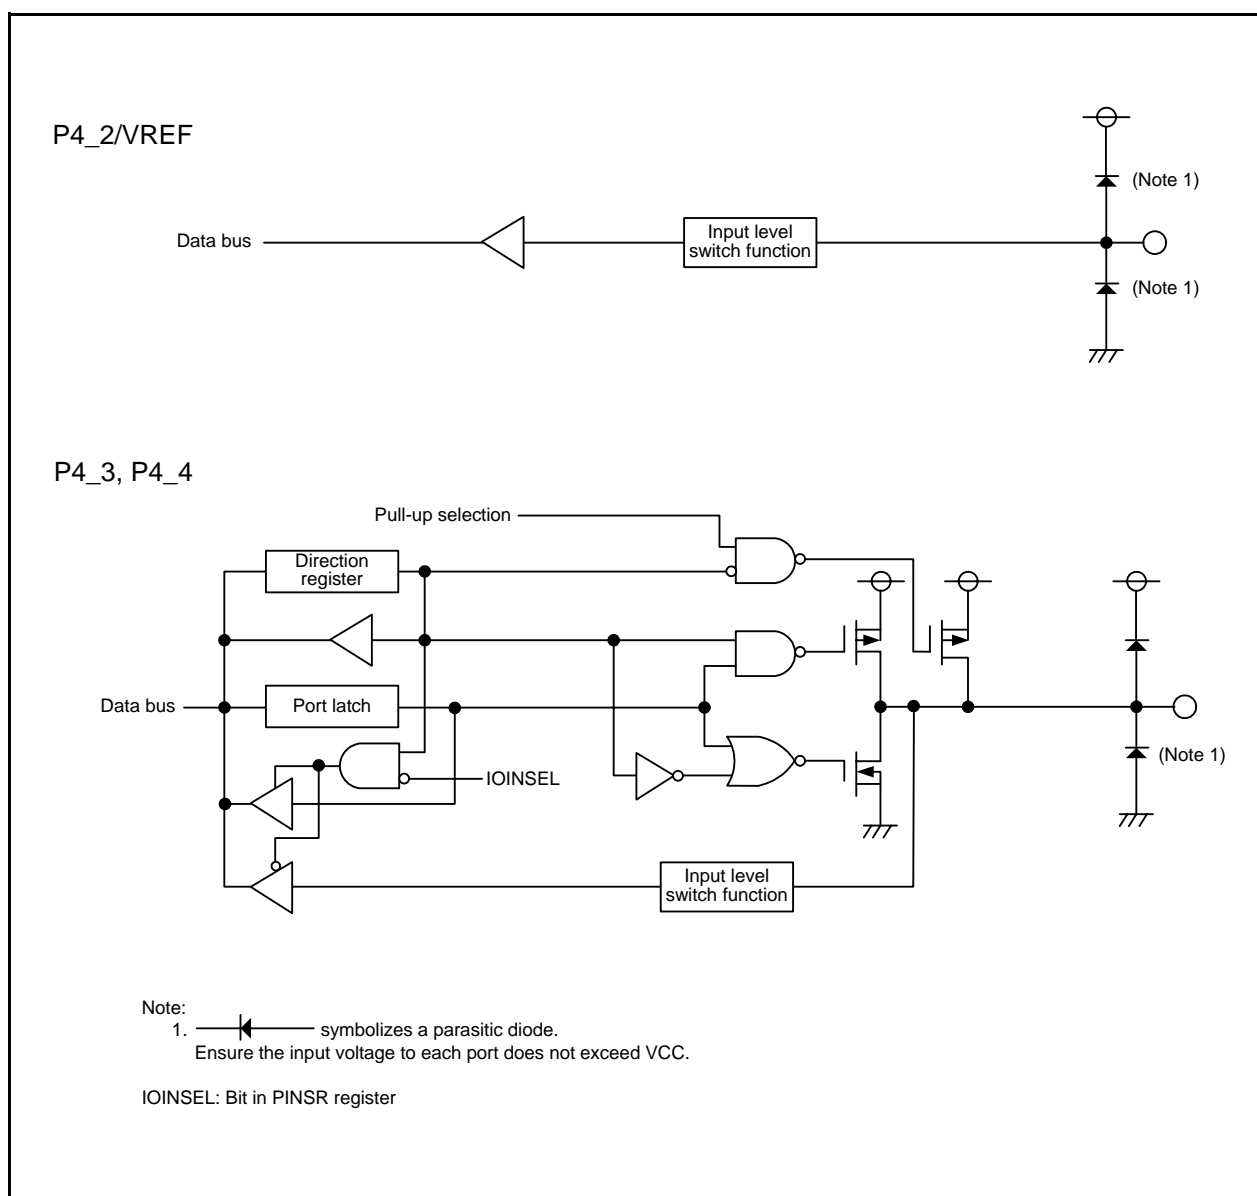 P4_2/VREF
(Note 1)
Data bus
Input level
switch function
(Note 1)
P4_3, P4_4
Pull-up selection
Direction
register
Data bus
Port latch
IOINSEL
(Note 1)
Input level
switch function
Note:
1. symbolizes a parasitic diode.
Ensure the input voltage to each port does not exceed VCC.
IOINSEL: Bit in PINSR register